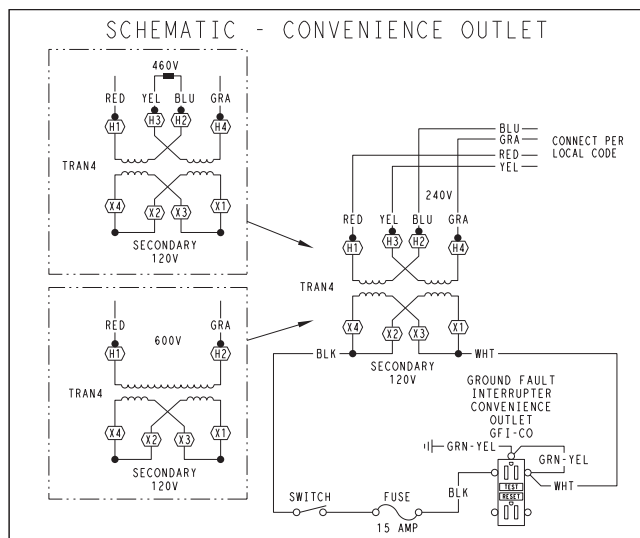 SCHEMATIC - CONVENIENCE OUTLET
460V
RED YEL BLU GRA
H1 H3 H2 H4
TRAN4
X4 X2 X3 X1
SECONDARY
120V
600V
RED GRA
H1 H2
TRAN4
X4 X2 X3 X1
SECONDARY
120V
BLU
GRA
RED
YEL
CONNECT PER
LOCAL CODE
240V
RED YEL BLU GRA
H1 H3 H2 H4
TRAN4
X4 X2 X3 X1
BLK
WHT
SECONDARY
120V
GROUND FAULT
INTERRUPTER
CONVENIENCE
OUTLET
GFI-CO
GRN-YEL
GRN-YEL
WHT
BLK
TEST
RESET
SWITCH
FUSE
15 AMP